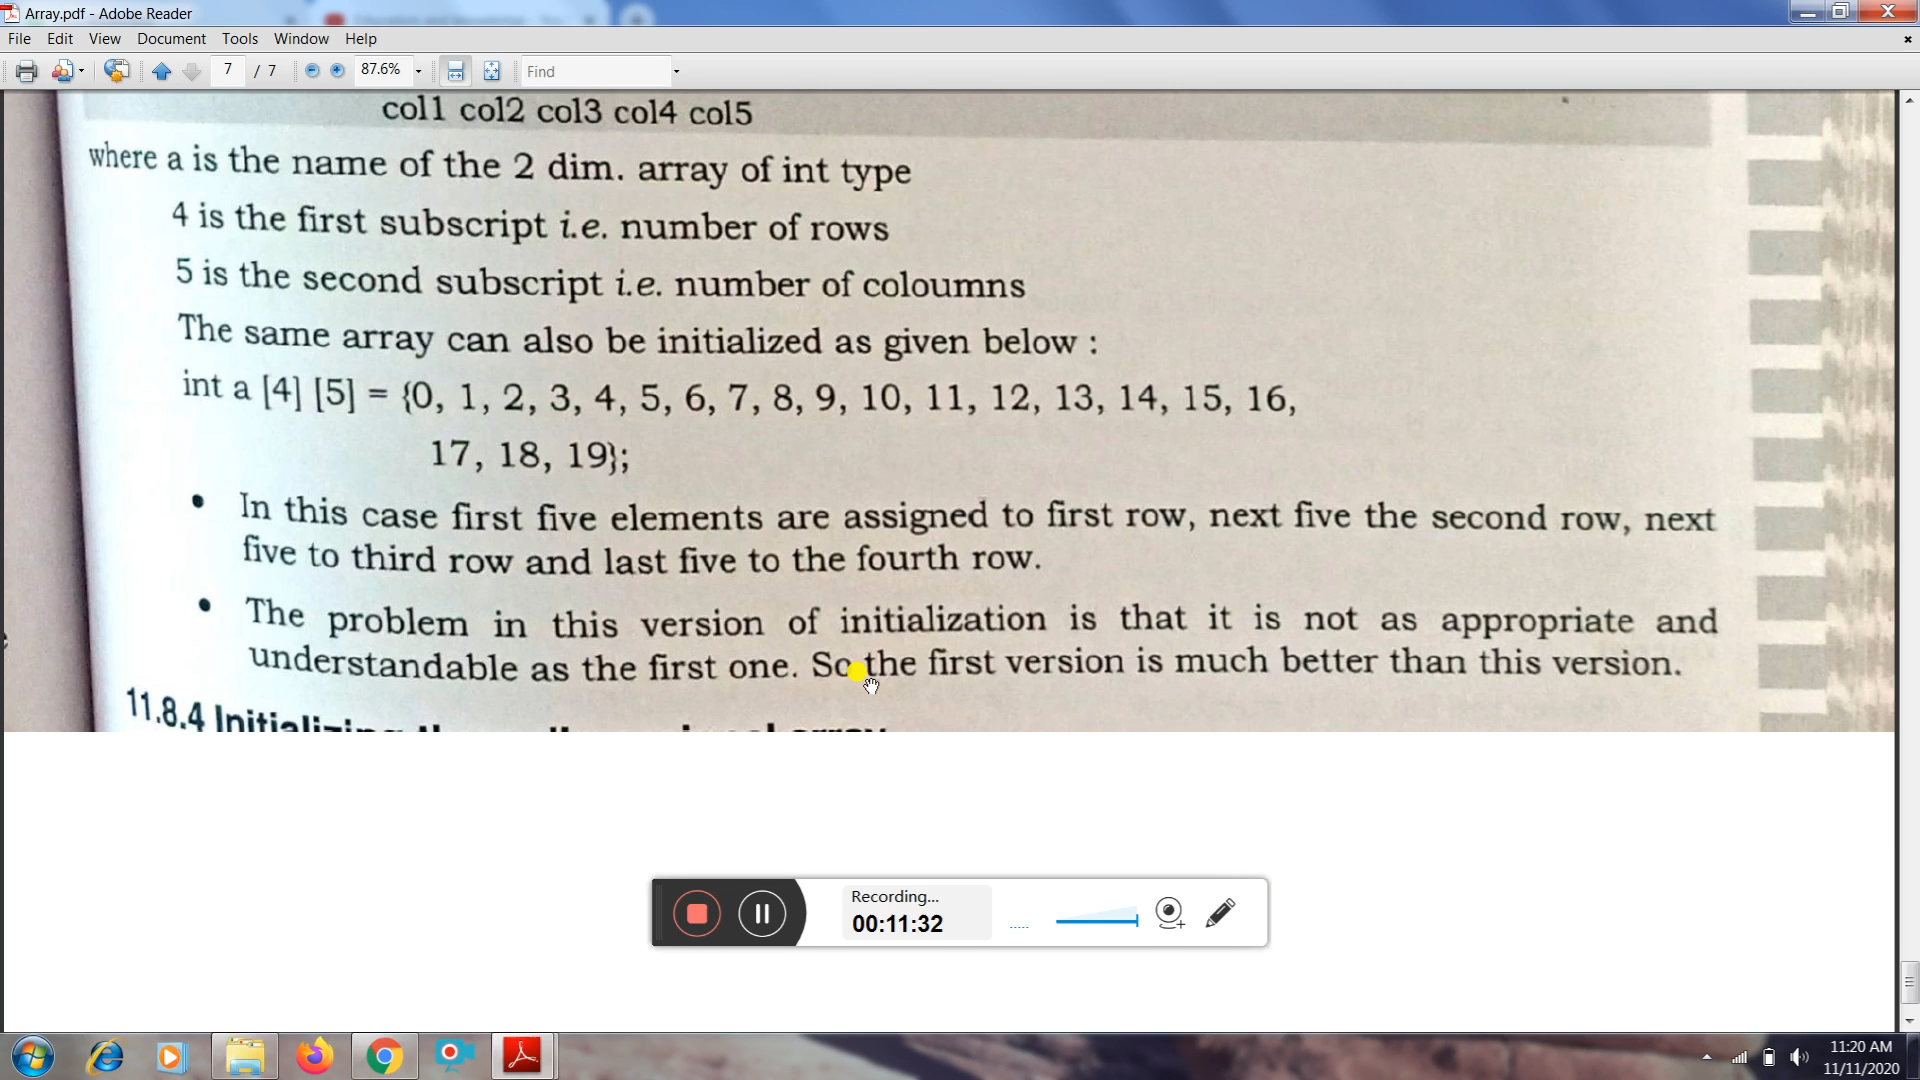 Array.pdf - Adobe Reader
File Edit View Document Tools Window Help
7 / 7 87.6% Find
col1 col2 col3 col4 col5
where a is the name of the 2 dim. array of int type
4 is the first subscript i.e. number of rows
5 is the second subscript i.e. number of coloumns
The same array can also be initialized as given below :
int a [4] [5] = {0, 1, 2, 3, 4, 5, 6, 7, 8, 9, 10, 11, 12, 13, 14, 15, 16,
17, 18, 19};
• In this case first five elements are assigned to first row, next five the second row, next
five to third row and last five to the fourth row.
• The problem in this version of initialization is that it is not as appropriate and
understandable as the first one. So the first version is much better than this version.
11.8.4 Initializing array
Recording...
00:11:32
11:20 AM
11/11/2020